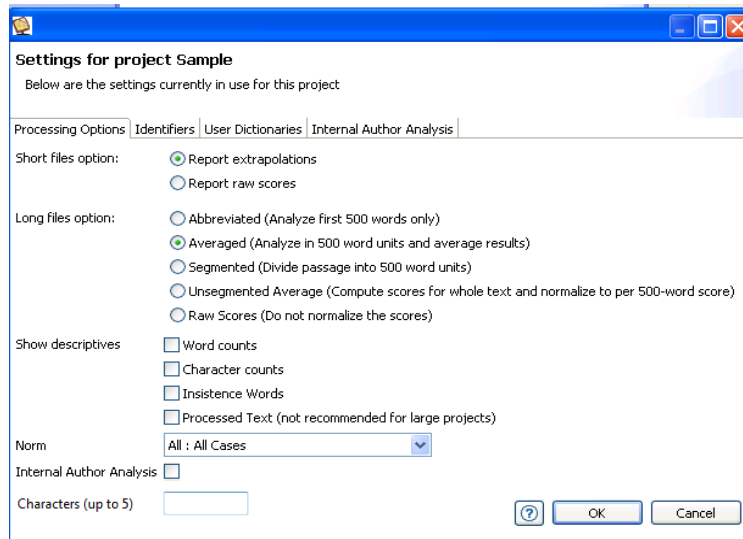 Settings for project Sample
Below are the settings currently in use for this project
Processing Options Identifiers User Dictionaries Internal Author Analysis
Short files option: Report extrapolations
Report raw scores
Long files option: Abbreviated (Analyze first 500 words only)
Averaged (Analyze in 500 word units and average results)
Segmented (Divide passage into 500 word units)
Unsegmented Average (Compute scores for whole text and normalize to per 500-word score)
Raw Scores (Do not normalize the scores)
Show descriptives Word counts
Character counts
Insistence Words
Processed Text (not recommended for large projects)
Norm All : All Cases
Internal Author Analysis
Characters (up to 5) ? OK Cancel